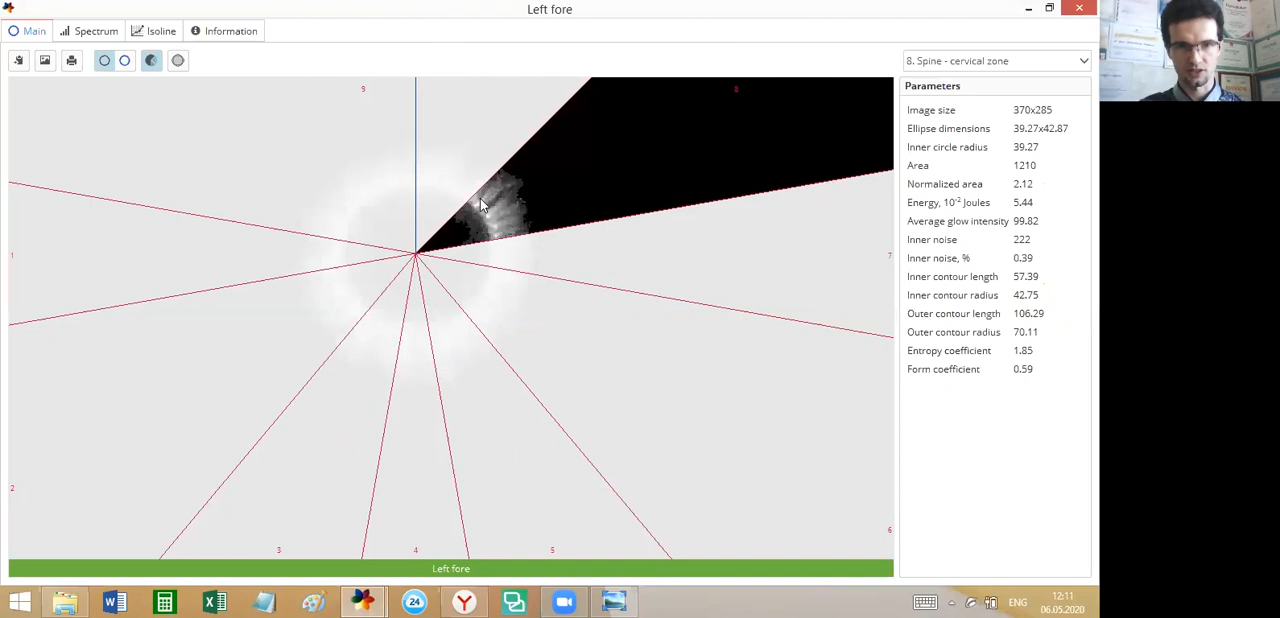 Left fore
Main Spectrum Isoline Information
8. Spine - cervical zone
9
8
1
7
2
6
3
4
5
Left fore
Parameters
Image size 370x285
Ellipse dimensions 39.27x42.87
Inner circle radius 39.27
Area 1210
Normalized area 2.12
Energy, 10⁻² Joules 5.44
Average glow intensity 99.82
Inner noise 222
Inner noise, % 0.39
Inner contour length 57.39
Inner contour radius 42.75
Outer contour length 106.29
Outer contour radius 70.11
Entropy coefficient 1.85
Form coefficient 0.59
24
ENG
12:11
06.05.2020